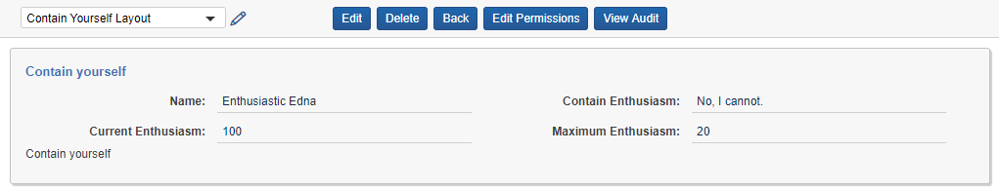 Contain Yourself Layout Edit Delete Back Edit Permissions View Audit
Contain yourself
Name: Enthusiastic Edna Contain Enthusiasm: No, I cannot.
Current Enthusiasm: 100 Maximum Enthusiasm: 20
Contain yourself